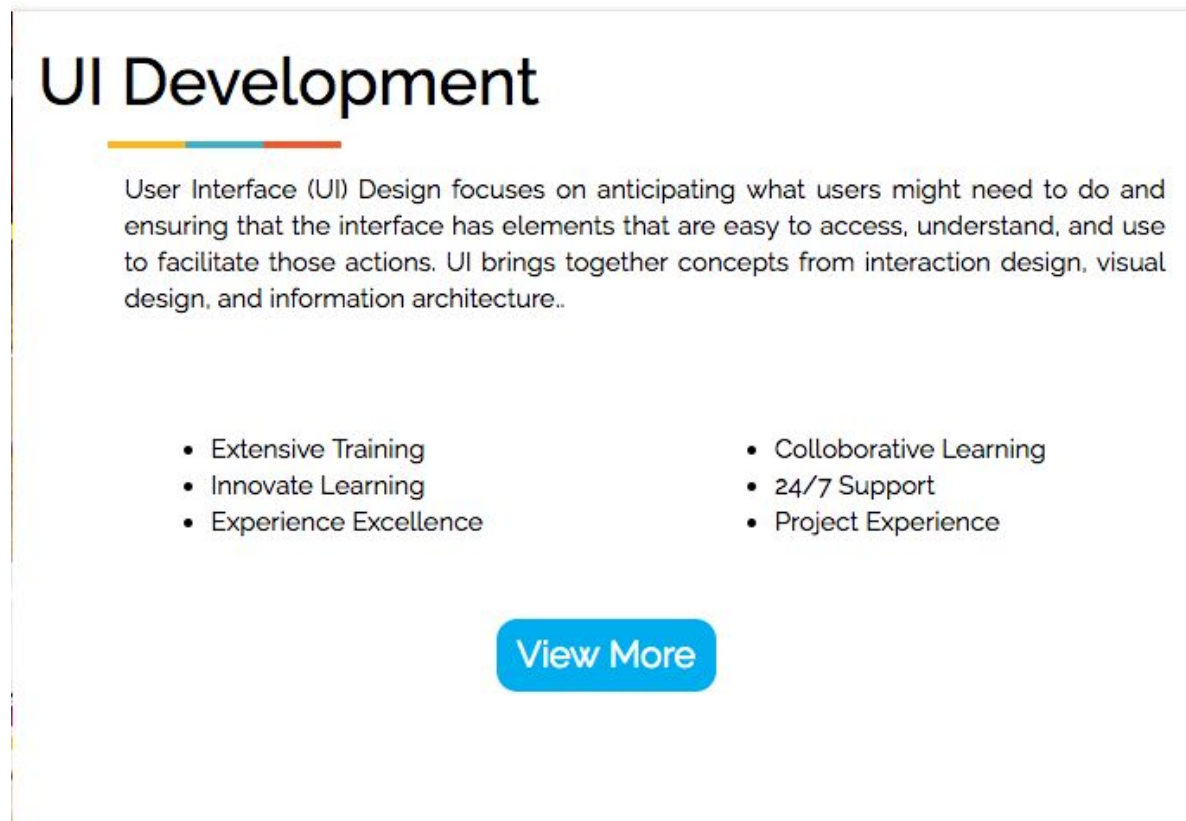 UI Development
User Interface (UI) Design focuses on anticipating what users might need to do and
ensuring that the interface has elements that are easy to access, understand, and use
to facilitate those actions. UI brings together concepts from interaction design, visual
design, and information architecture..
• Extensive Training
• Innovate Learning
• Experience Excellence
• Colloborative Learning
• 24/7 Support
• Project Experience
View More